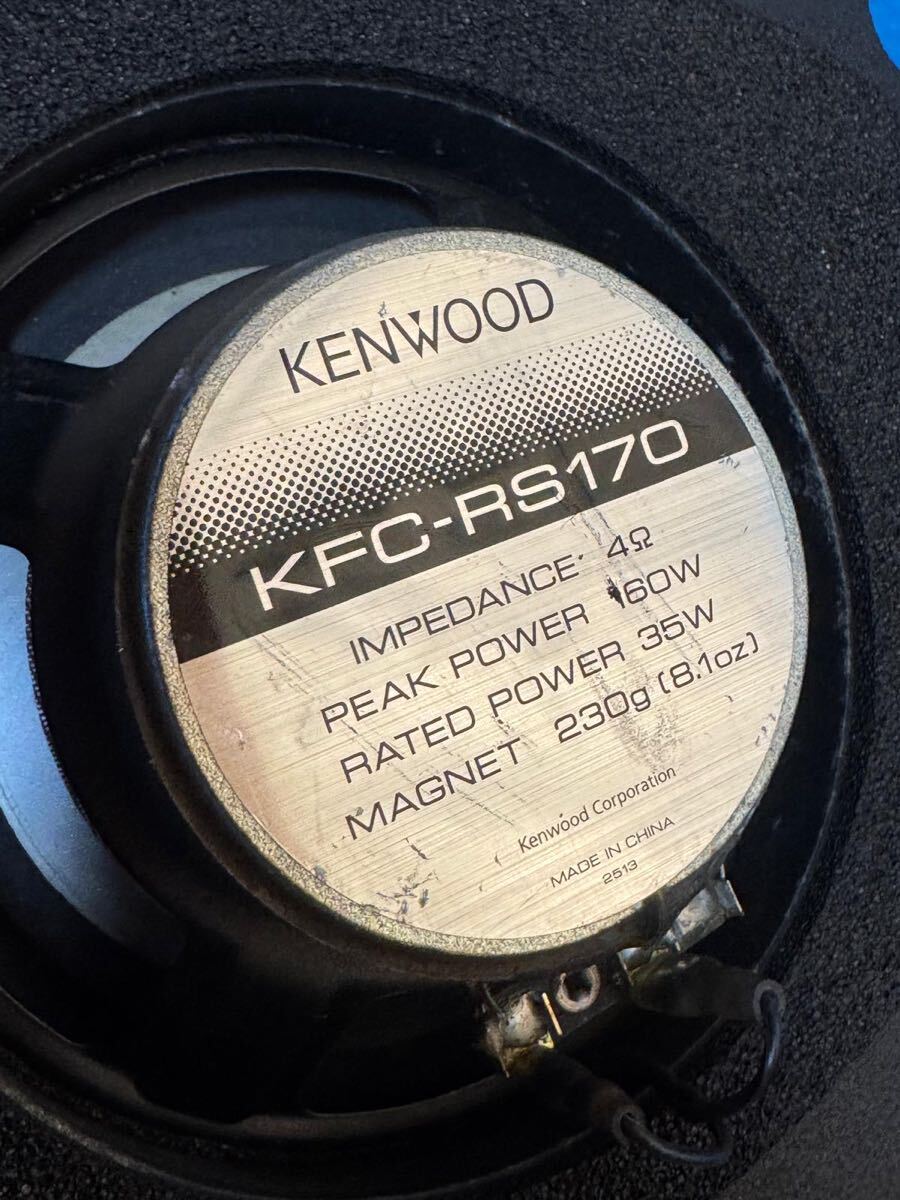 KENWOOD
KFC-RS170
IMPEDANCE 4Ω
PEAK POWER 160W
RATED POWER 35W
MAGNET 230g (8.1oz)
Kenwood Corporation
MADE IN CHINA
2513